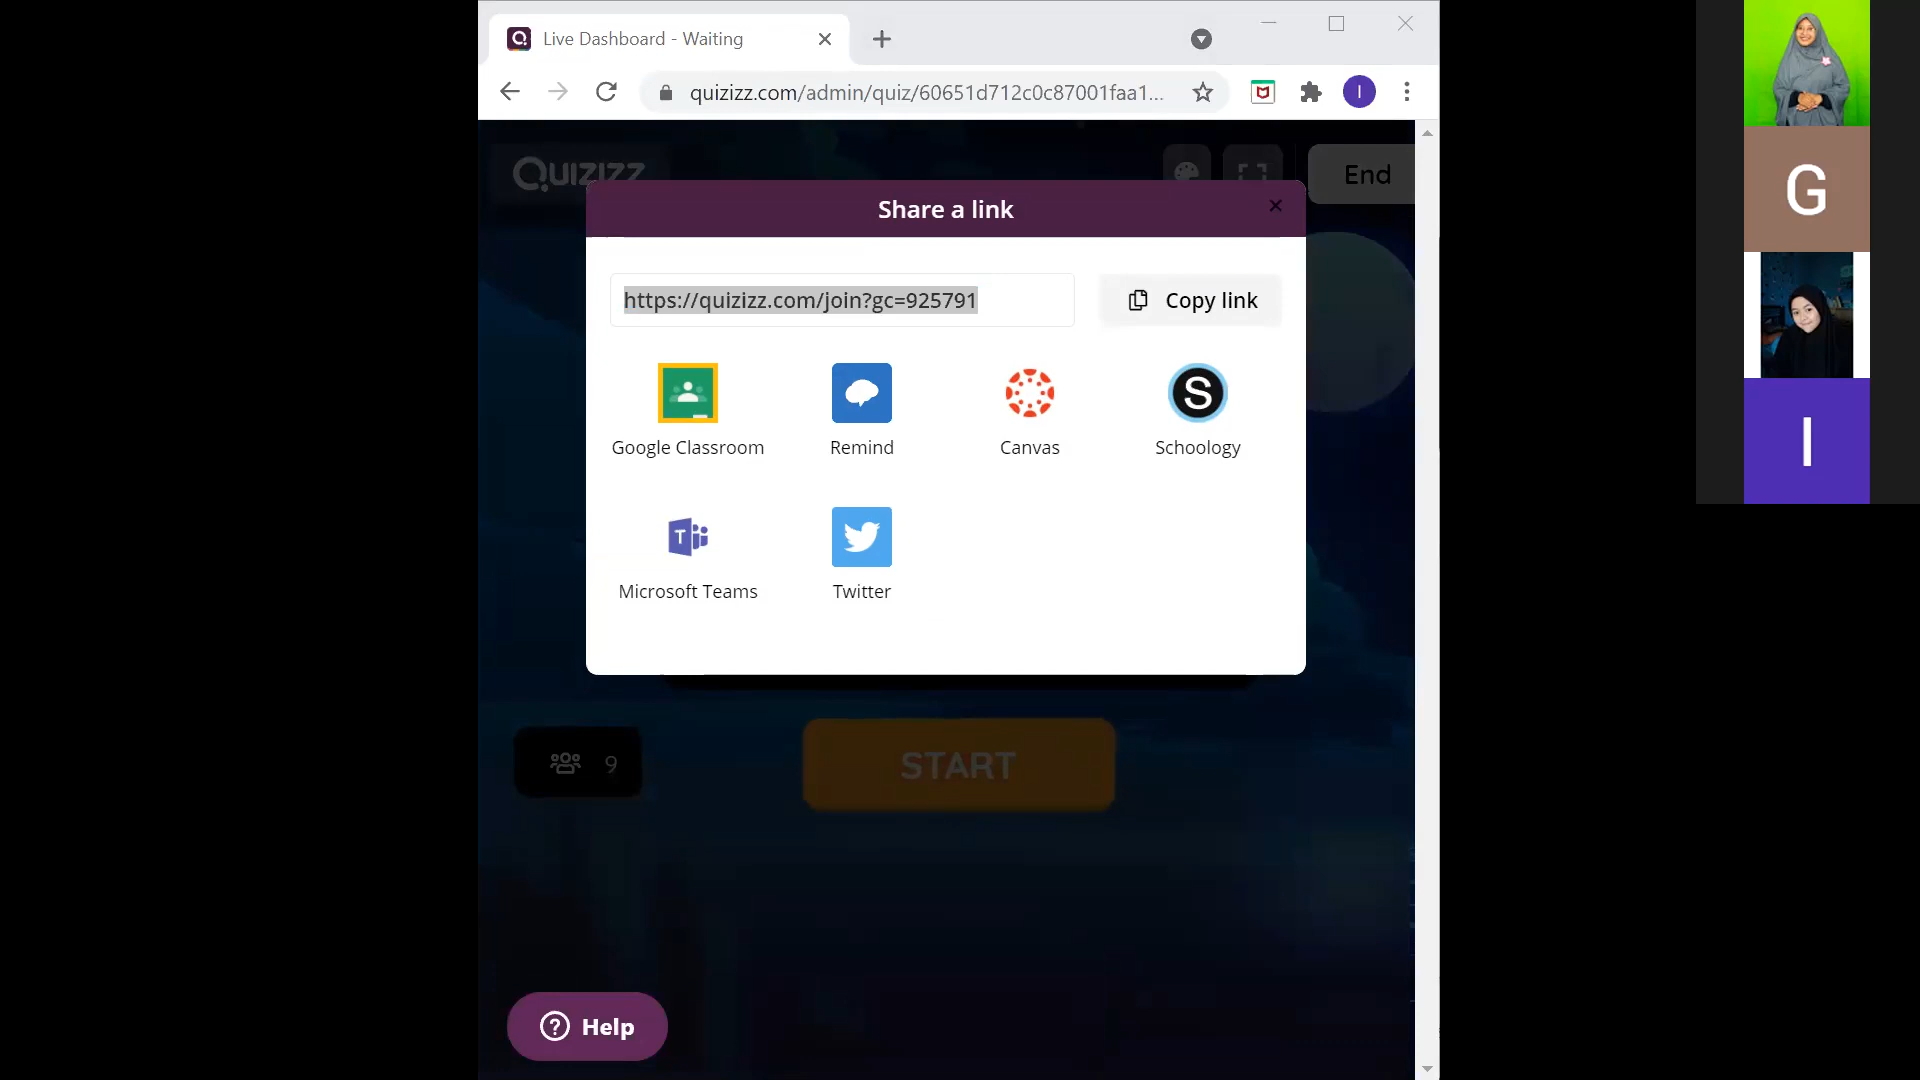 Live Dashboard - Waiting
quizizz.com/admin/quiz/60651d712c0c87001faa1...
I
Quizizz
End
Share a link
https://quizizz.com/join?gc=925791
Copy link
Google Classroom
Remind
Canvas
S
Schoology
T
Microsoft Teams
Twitter
9
START
? Help
G
I